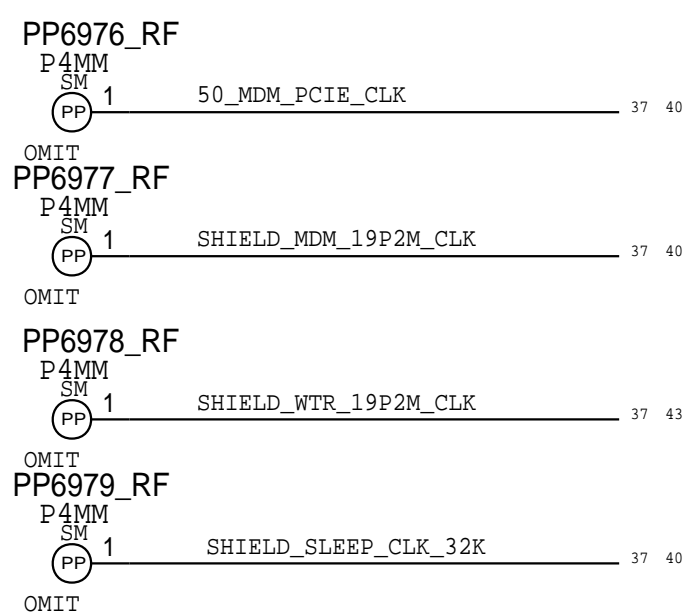 PP6976_RF
P4MM
SM
PP 1 50_MDM_PCIE_CLK 37 40
OMIT
PP6977_RF
P4MM
SM
PP 1 SHIELD_MDM_19P2M_CLK 37 40
OMIT
PP6978_RF
P4MM
SM
PP 1 SHIELD_WTR_19P2M_CLK 37 43
OMIT
PP6979_RF
P4MM
SM
PP 1 SHIELD_SLEEP_CLK_32K 37 40
OMIT